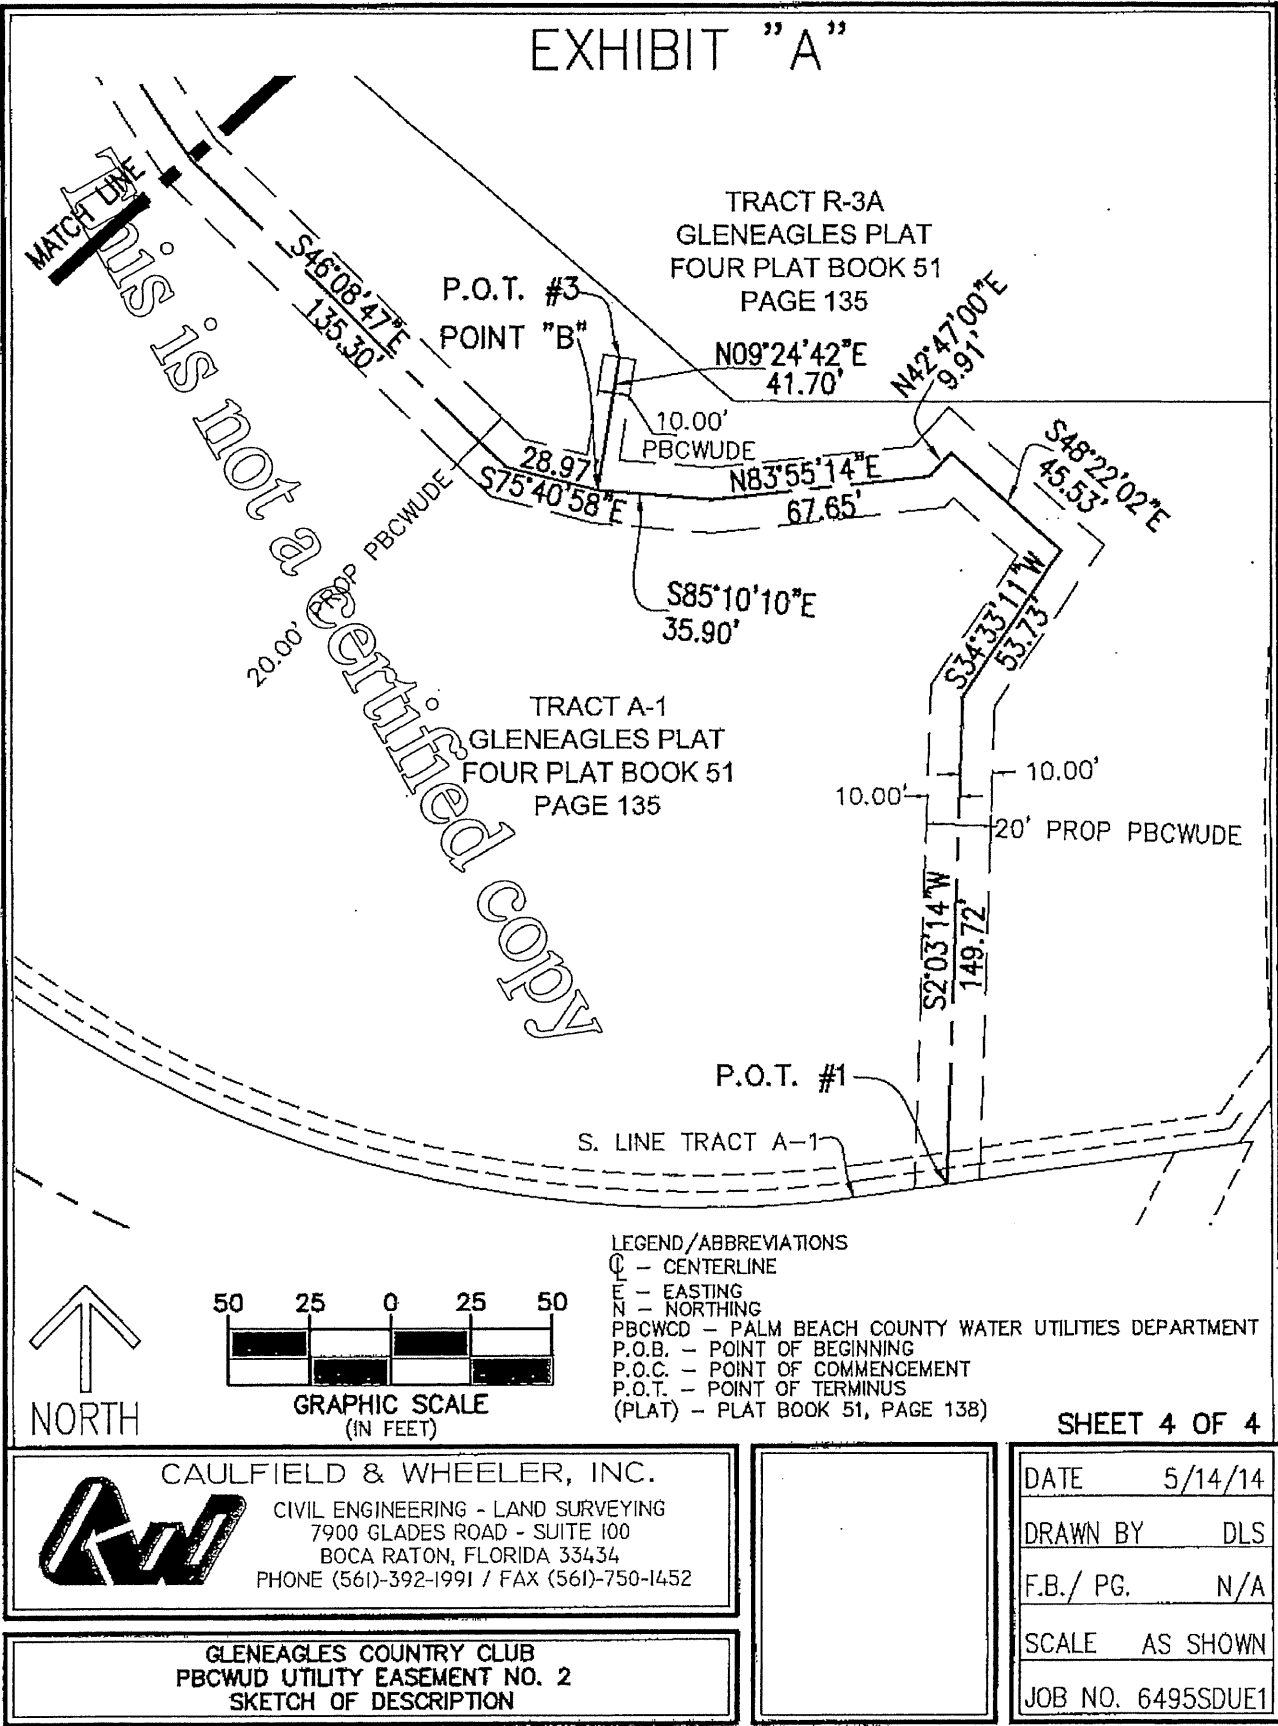 EXHIBIT "A"
MATCH LINE
This is not a certified copy
TRACT R-3A
GLENEAGLES PLAT
FOUR PLAT BOOK 51
PAGE 135
S46°08'47"E
135.30'
P.O.T. #3
POINT "B"
N09°24'42"E
41.70'
N42°47'00"E
9.91'
10.00'
PBCWUDE
S48°22'02"E
45.53'
28.97'
S75°40'58"E
N83°55'14"E
67.65'
20.00' PROP PBCWUDE
S85°10'10"E
35.90'
S34°33'11"W
53.73'
TRACT A-1
GLENEAGLES PLAT
FOUR PLAT BOOK 51
PAGE 135
10.00'
10.00'
20' PROP PBCWUDE
S2°03'14"W
149.72'
P.O.T. #1
S. LINE TRACT A-1
LEGEND/ABBREVIATIONS
℄ - CENTERLINE
E - EASTING
N - NORTHING
PBCWCD - PALM BEACH COUNTY WATER UTILITIES DEPARTMENT
P.O.B. - POINT OF BEGINNING
P.O.C. - POINT OF COMMENCEMENT
P.O.T. - POINT OF TERMINUS
(PLAT) - PLAT BOOK 51, PAGE 138)
NORTH
50 25 0 25 50
GRAPHIC SCALE
(IN FEET)
SHEET 4 OF 4
CAULFIELD & WHEELER, INC.
CIVIL ENGINEERING - LAND SURVEYING
7900 GLADES ROAD - SUITE 100
BOCA RATON, FLORIDA 33434
PHONE (561)-392-1991 / FAX (561)-750-1452
GLENEAGLES COUNTRY CLUB
PBCWUD UTILITY EASEMENT NO. 2
SKETCH OF DESCRIPTION
DATE 5/14/14
DRAWN BY DLS
F.B./ PG. N/A
SCALE AS SHOWN
JOB NO. 6495SDUE1